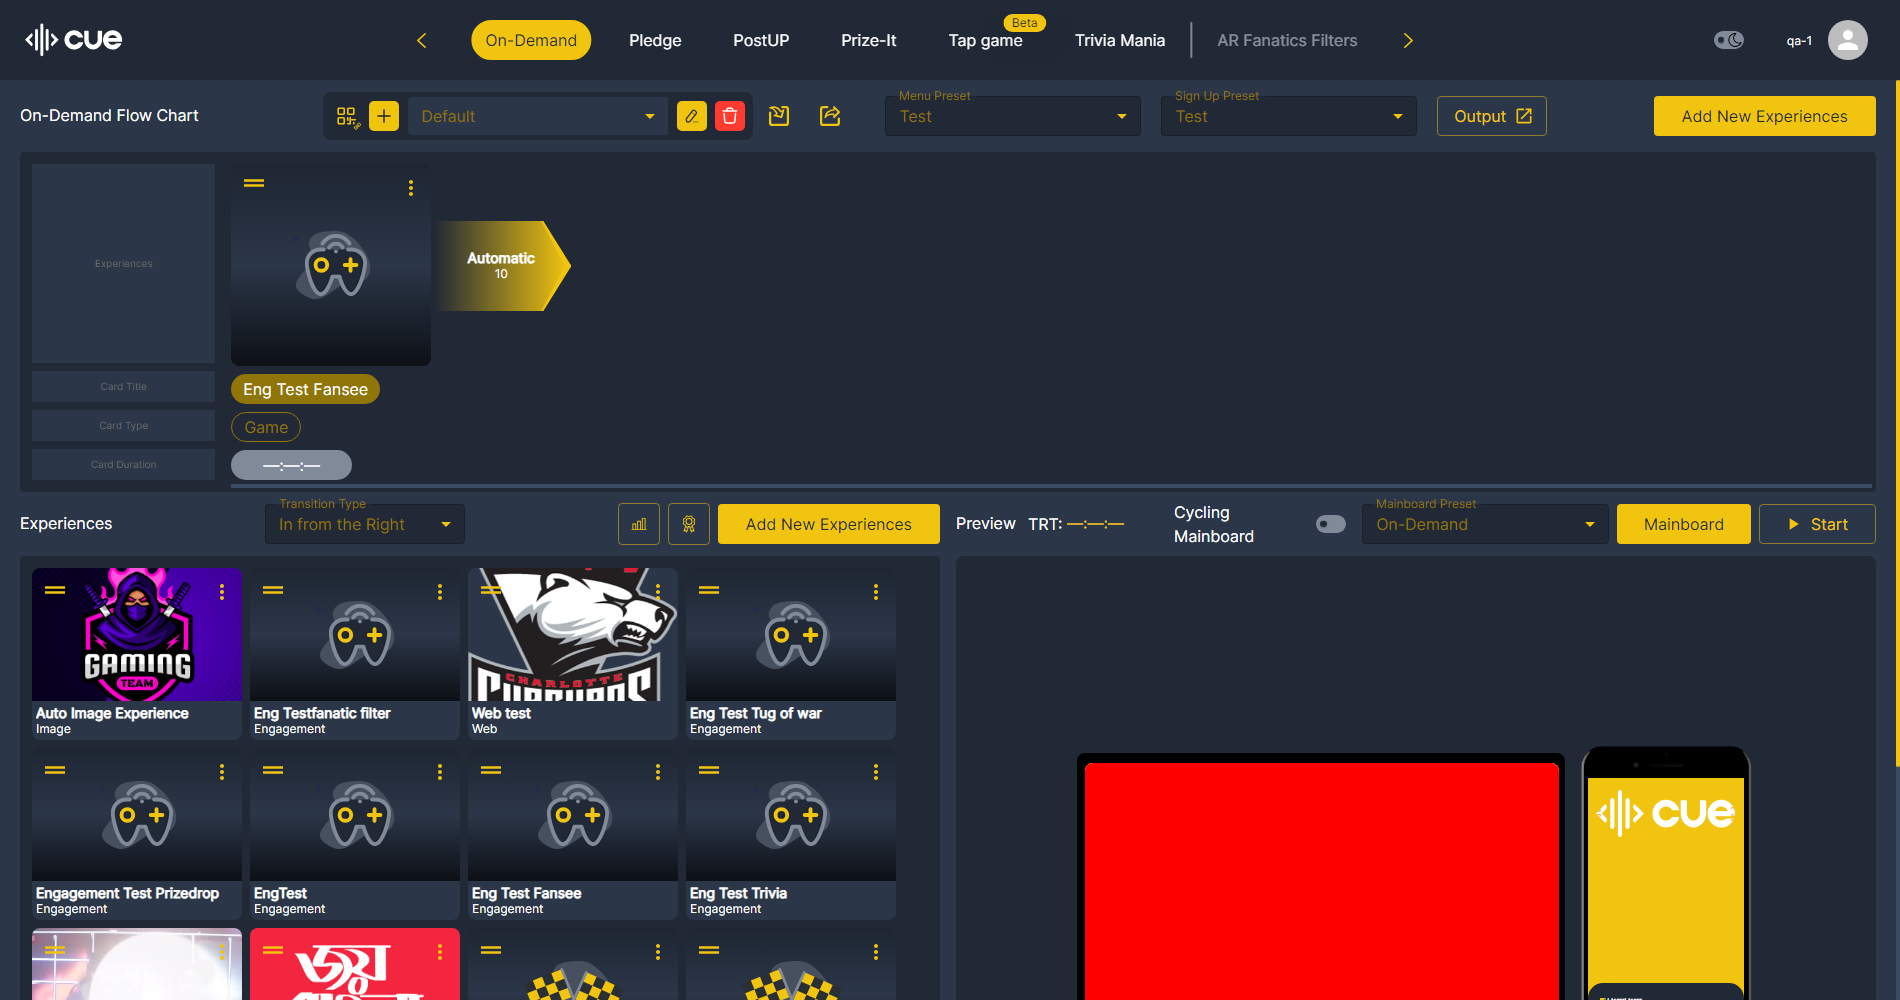 cue
On-Demand
Pledge
PostUP
Prize-It
Tap game
Beta
Trivia Mania
AR Fanatics Filters
qa-1
On-Demand Flow Chart
Default
Menu Preset
Test
Sign Up Preset
Test
Output
Add New Experiences
Experiences
Automatic
10
Card Title
Eng Test Fansee
Card Type
Game
Card Duration
—:—:—
Experiences
Transition Type
In from the Right
Add New Experiences
Preview
TRT: —:—:—
Cycling
Mainboard
Mainboard Preset
On-Demand
Mainboard
Start
GAMING
TEAM
Auto Image Experience
Image
Eng Testfanatic filter
Engagement
CHARLOTTE
Web test
Web
Eng Test Tug of war
Engagement
Engagement Test Prizedrop
Engagement
EngTest
Engagement
Eng Test Fansee
Engagement
Eng Test Trivia
Engagement
cue
জয়